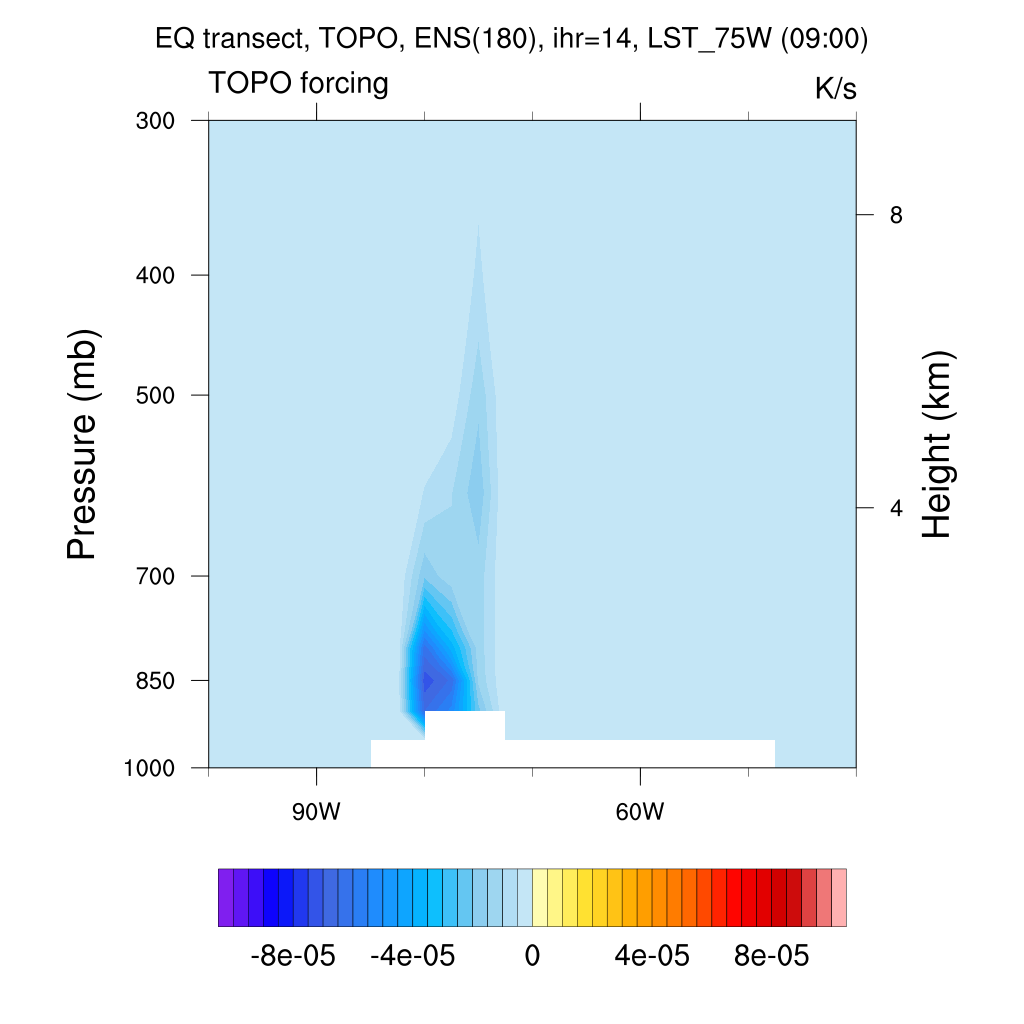 EQ transect, TOPO, ENS(180), ihr=14, LST_75W (09:00)
TOPO forcing
K/s
300
400
500
700
850
1000
Pressure (mb)
8
4
Height (km)
90W
60W
-8e-05
-4e-05
0
4e-05
8e-05